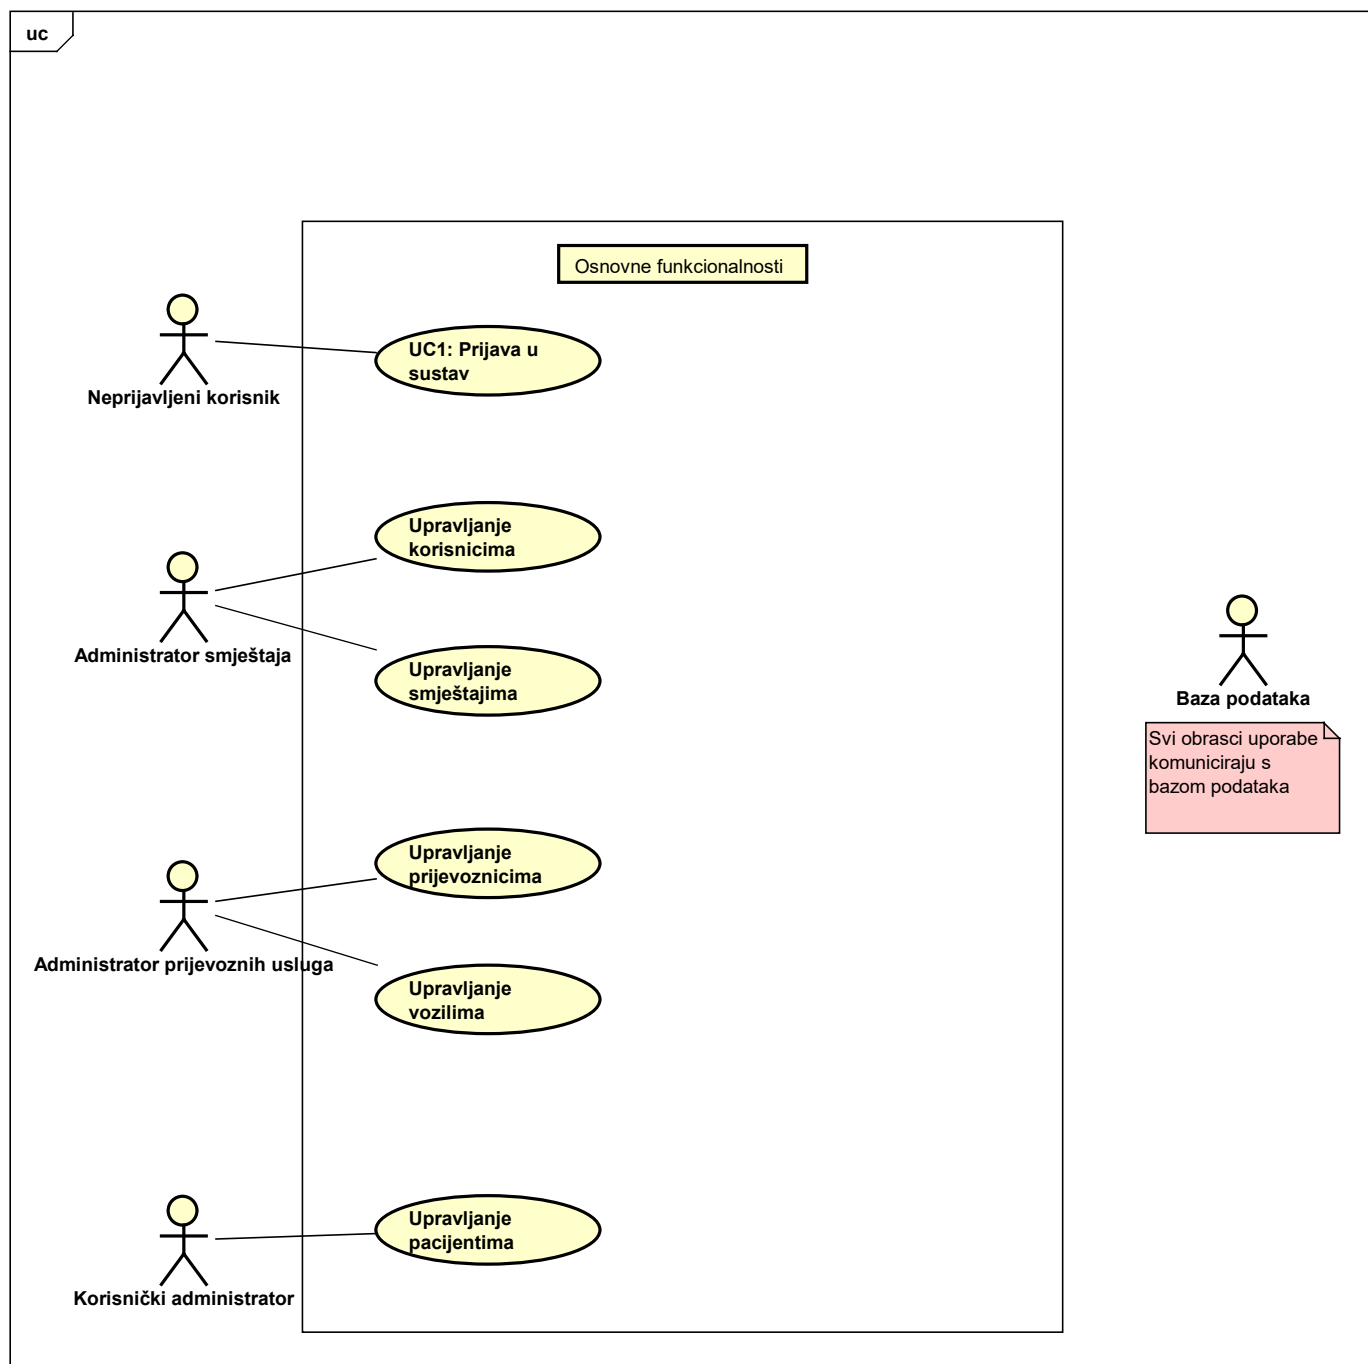 uc
Osnovne funkcionalnosti
UC1: Prijava u
sustav
Neprijavljeni korisnik
Upravljanje
korisnicima
Administrator smještaja
Upravljanje
smještajima
Baza podataka
Svi obrasci uporabe
komuniciraju s
bazom podataka
Upravljanje
prijevoznicima
Administrator prijevoznih usluga
Upravljanje
vozilima
Upravljanje
pacijentima
Korisnički administrator